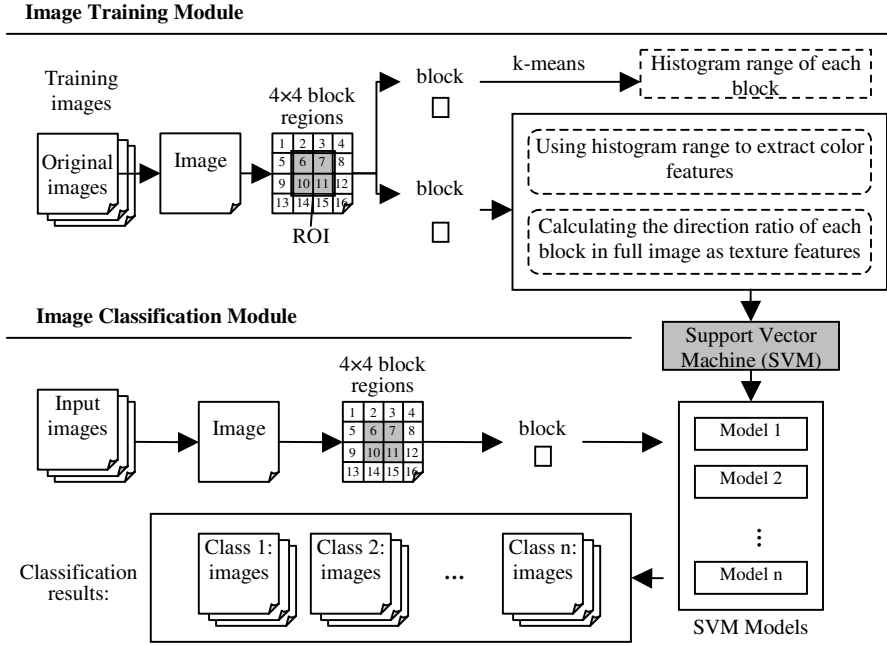 Image Training Module
Training
images
Original
images
Image
4×4 block
regions
1 2 3 4
5 6 7 8
9 10 11 12
13 14 15 16
ROI
block
k-means
Histogram range of each
block
block
Using histogram range to extract color
features
Calculating the direction ratio of each
block in full image as texture features
Support Vector
Machine (SVM)
Image Classification Module
Input
images
Image
4×4 block
regions
1 2 3 4
5 6 7 8
9 10 11 12
13 14 15 16
block
Model 1
Model 2
⋮
Model n
SVM Models
Classification
results:
Class 1:
images
Class 2:
images
...
Class n:
images